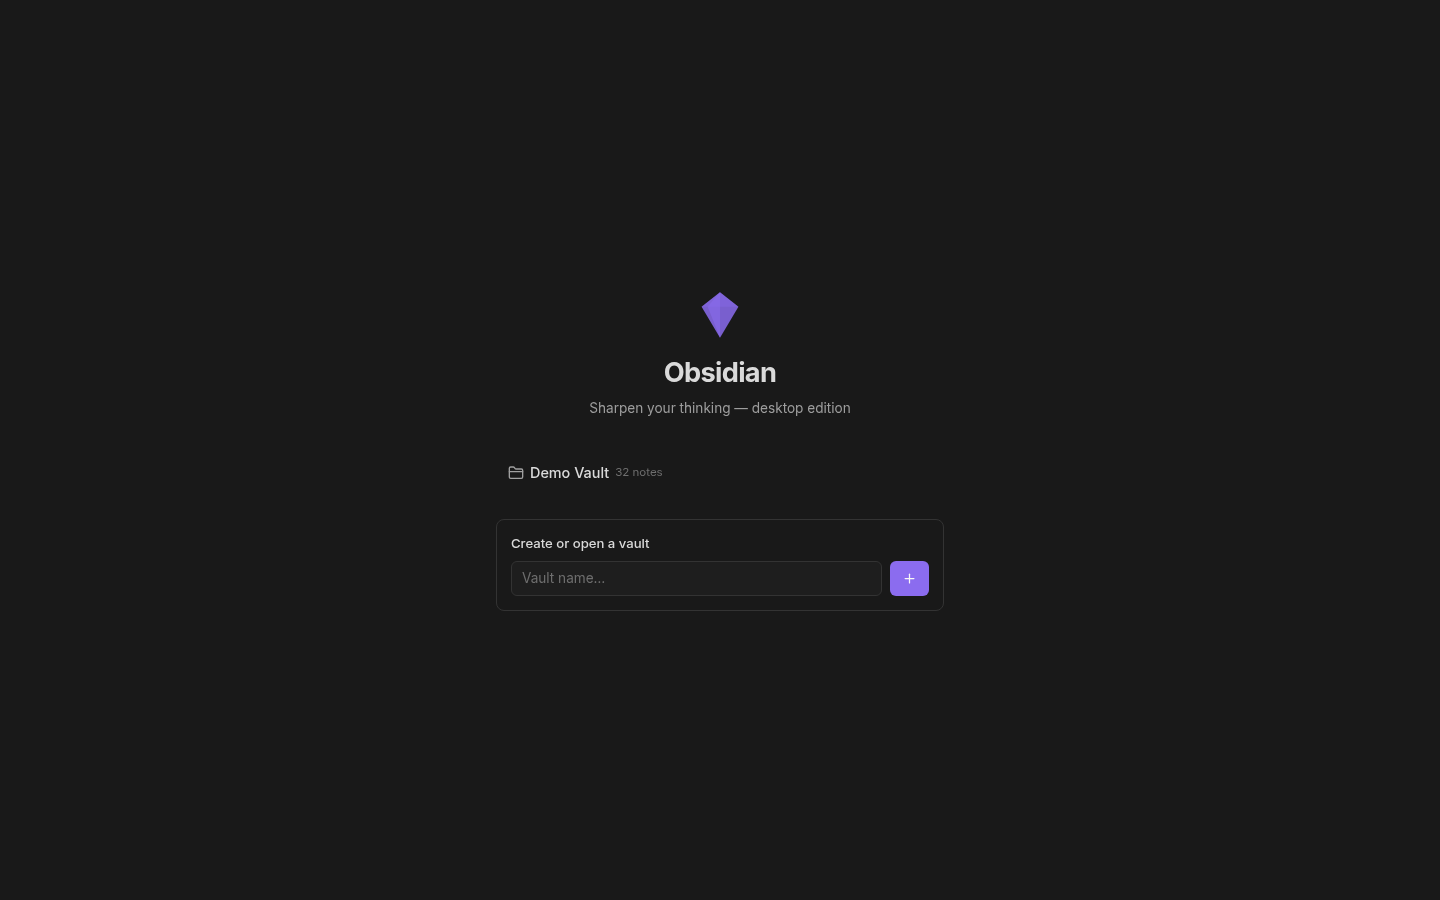 Obsidian
Sharpen your thinking — desktop edition
Demo Vault 32 notes
Create or open a vault
Vault name...